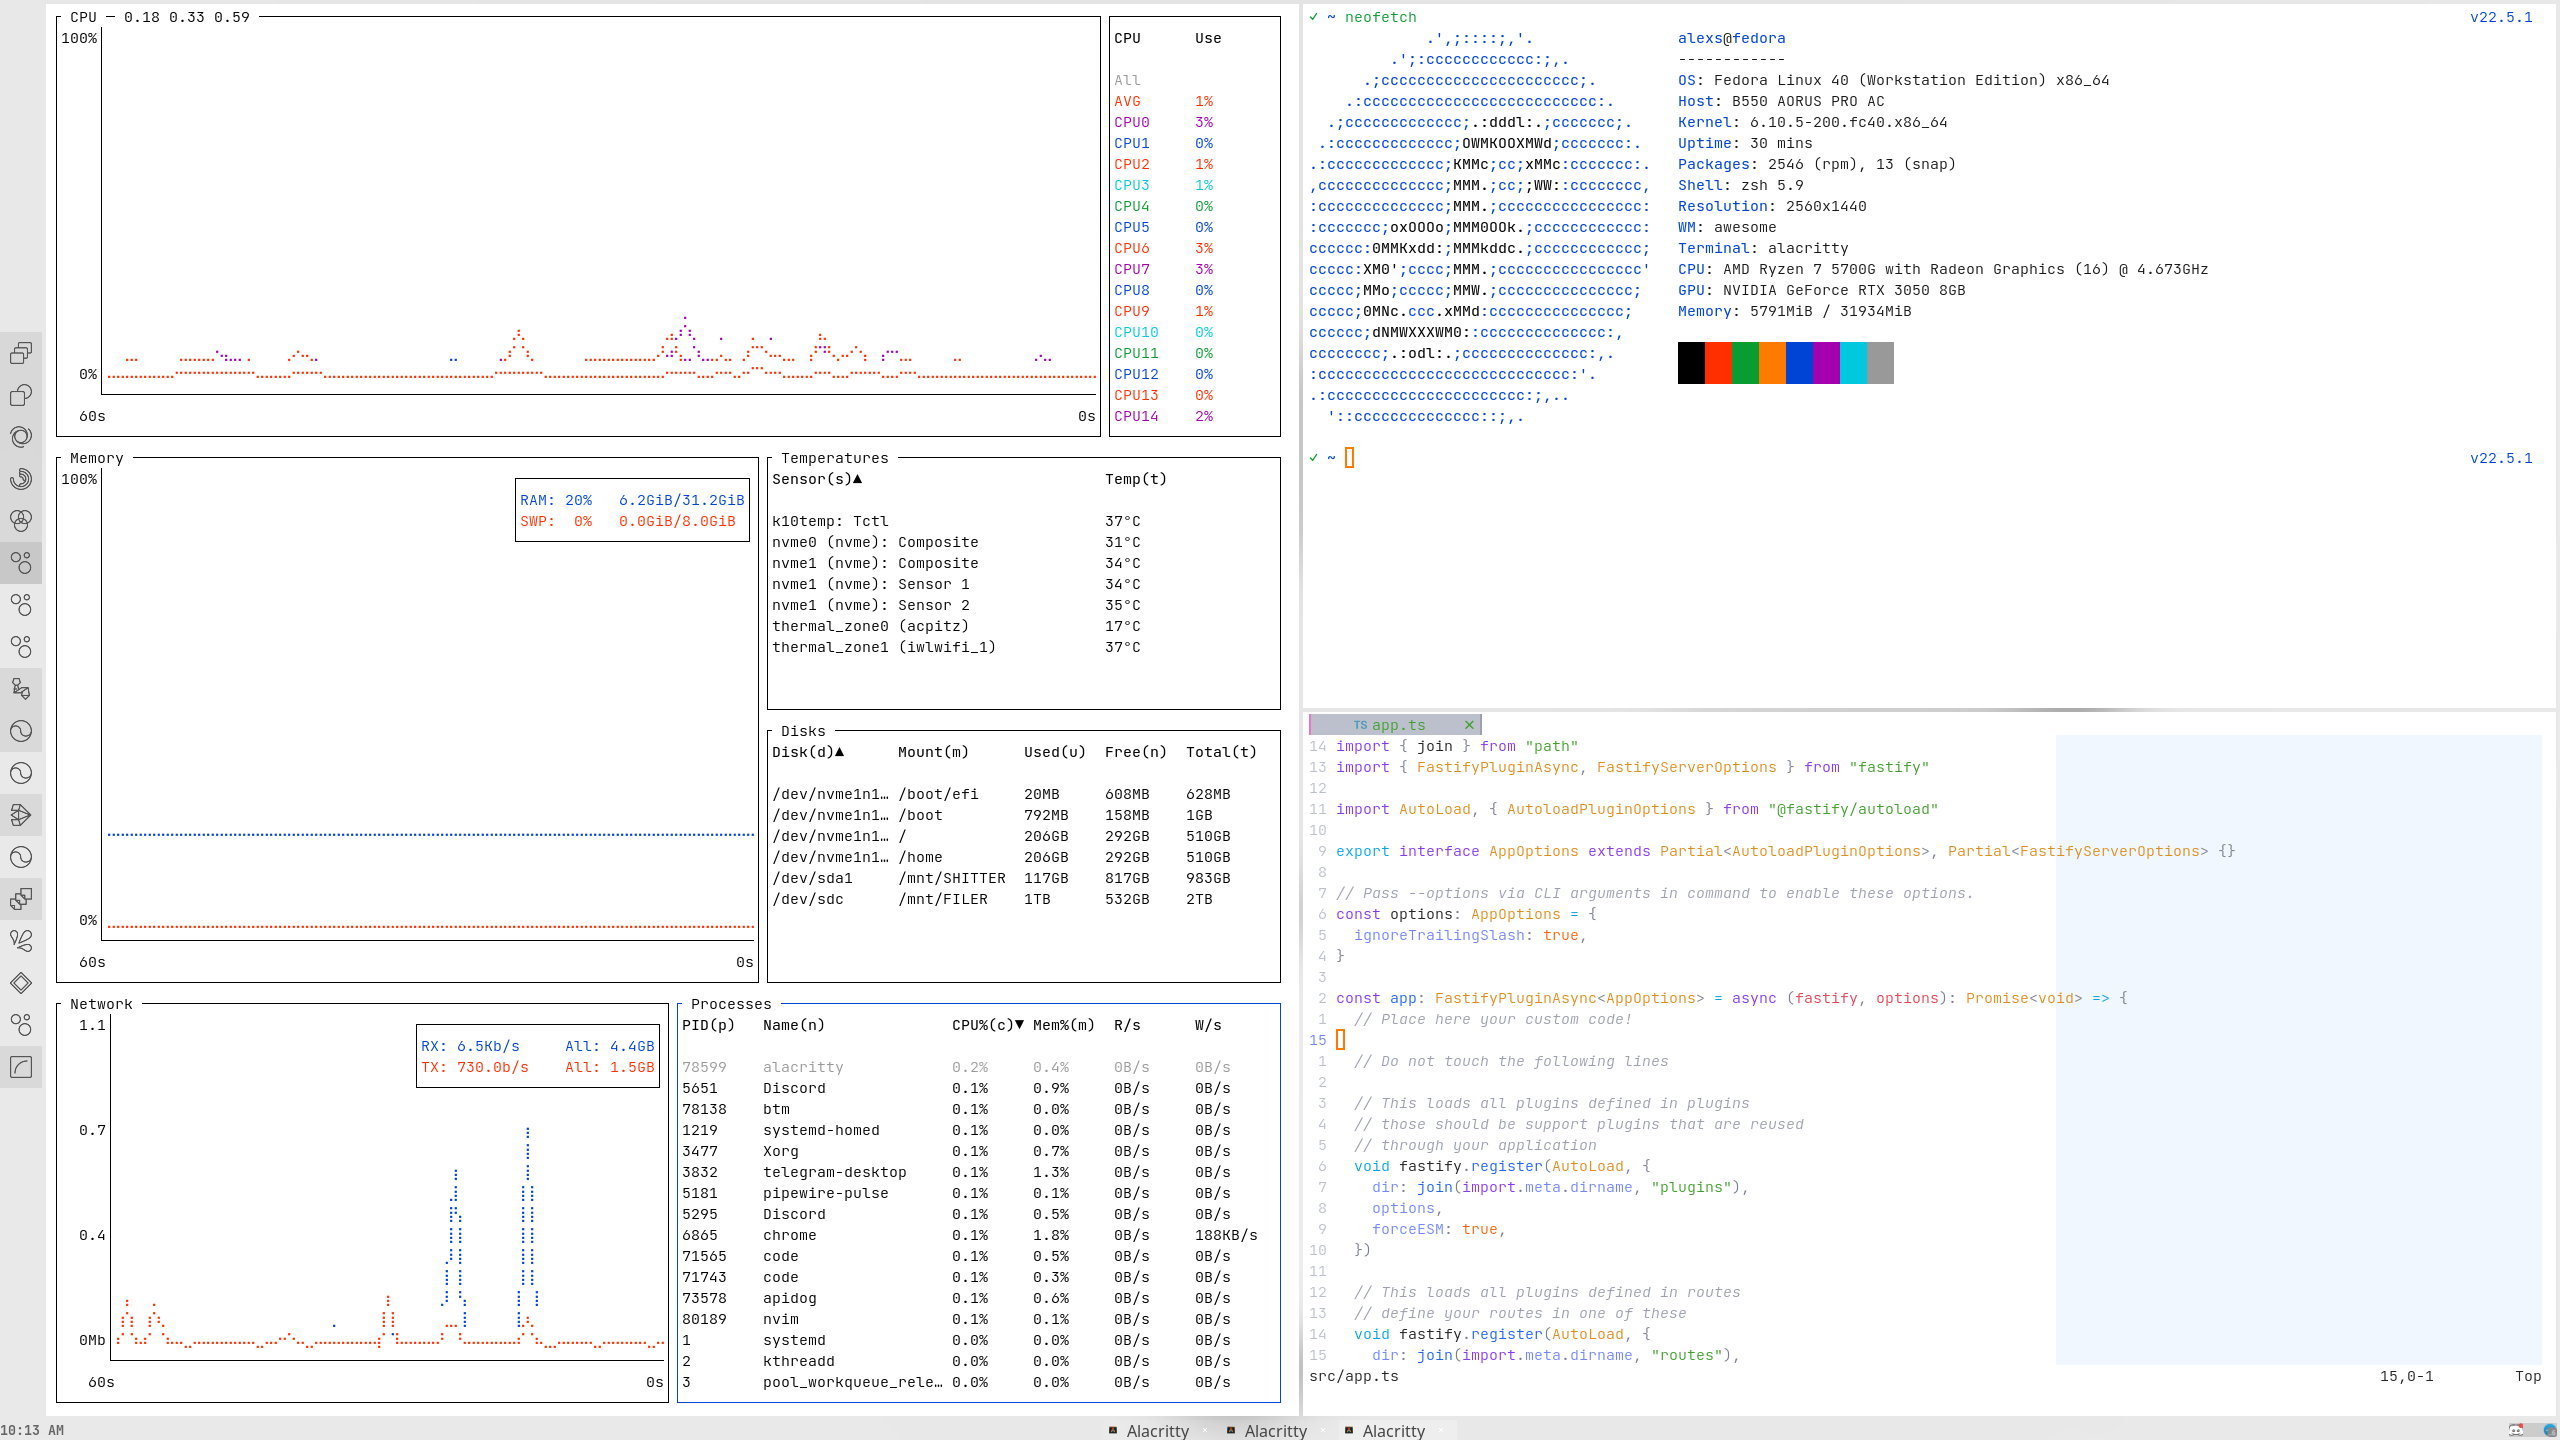 CPU — 0.18 0.33 0.59
100%
0%
60s 0s
CPU Use
All
AVG 1%
CPU0 3%
CPU1 0%
CPU2 1%
CPU3 1%
CPU4 0%
CPU5 0%
CPU6 3%
CPU7 3%
CPU8 0%
CPU9 1%
CPU10 0%
CPU11 0%
CPU12 0%
CPU13 0%
CPU14 2%
Memory
100%
RAM: 20% 6.2GiB/31.2GiB
SWP: 0% 0.0GiB/8.0GiB
0%
60s 0s
Temperatures
Sensor(s)▲ Temp(t)
k10temp: Tctl 37°C
nvme0 (nvme): Composite 31°C
nvme1 (nvme): Composite 34°C
nvme1 (nvme): Sensor 1 34°C
nvme1 (nvme): Sensor 2 35°C
thermal_zone0 (acpitz) 17°C
thermal_zone1 (iwlwifi_1) 37°C
Disks
Disk(d)▲ Mount(m) Used(u) Free(n) Total(t)
/dev/nvme1n1… /boot/efi 20MB 608MB 628MB
/dev/nvme1n1… /boot 792MB 158MB 1GB
/dev/nvme1n1… / 206GB 292GB 510GB
/dev/nvme1n1… /home 206GB 292GB 510GB
/dev/sda1 /mnt/SHITTER 117GB 817GB 983GB
/dev/sdc /mnt/FILER 1TB 532GB 2TB
Network
1.1
RX: 6.5Kb/s All: 4.4GB
TX: 730.0b/s All: 1.5GB
0.7
0.4
0Mb
60s 0s
Processes
PID(p) Name(n) CPU%(c)▼ Mem%(m) R/s W/s
78599 alacritty 0.2% 0.4% 0B/s 0B/s
5651 Discord 0.1% 0.9% 0B/s 0B/s
78138 btm 0.1% 0.0% 0B/s 0B/s
1219 systemd-homed 0.1% 0.0% 0B/s 0B/s
3477 Xorg 0.1% 0.7% 0B/s 0B/s
3832 telegram-desktop 0.1% 1.3% 0B/s 0B/s
5181 pipewire-pulse 0.1% 0.1% 0B/s 0B/s
5295 Discord 0.1% 0.5% 0B/s 0B/s
6865 chrome 0.1% 1.8% 0B/s 188KB/s
71565 code 0.1% 0.5% 0B/s 0B/s
71743 code 0.1% 0.3% 0B/s 0B/s
73578 apidog 0.1% 0.6% 0B/s 0B/s
80189 nvim 0.1% 0.1% 0B/s 0B/s
1 systemd 0.0% 0.0% 0B/s 0B/s
2 kthreadd 0.0% 0.0% 0B/s 0B/s
3 pool_workqueue_rele… 0.0% 0.0% 0B/s 0B/s
✓ ~ neofetch v22.5.1
.',;::::;,'. alexs@fedora
.';:cccccccccccc:;,. ------------
.;cccccccccccccccccccccc;. OS: Fedora Linux 40 (Workstation Edition) x86_64
.:cccccccccccccccccccccccccc:. Host: B550 AORUS PRO AC
.;ccccccccccccc;.:dddl:.;ccccccc;. Kernel: 6.10.5-200.fc40.x86_64
.:ccccccccccccc;OWMKOOXMWd;ccccccc:. Uptime: 30 mins
.:ccccccccccccc;KMMc;cc;xMMc:ccccccc:. Packages: 2546 (rpm), 13 (snap)
,cccccccccccccc;MMM.;cc;;WW::cccccccc, Shell: zsh 5.9
:cccccccccccccc;MMM.;cccccccccccccccc: Resolution: 2560x1440
:ccccccc;oxOOOo;MMM0OOk.;cccccccccccc: WM: awesome
cccccc:0MMKxdd:;MMMkddc.;cccccccccccc; Terminal: alacritty
ccccc:XM0';cccc;MMM.;cccccccccccccccc' CPU: AMD Ryzen 7 5700G with Radeon Graphics (16) @ 4.673GHz
ccccc;MMo;ccccc;MMW.;ccccccccccccccc; GPU: NVIDIA GeForce RTX 3050 8GB
ccccc;0MNc.ccc.xMMd:ccccccccccccccc; Memory: 5791MiB / 31934MiB
cccccc;dNMWXXXWM0::cccccccccccccc:,
cccccccc;.:odl:.;cccccccccccccc:,.
:cccccccccccccccccccccccccccc:'.
.:cccccccccccccccccccccc:;,..
'::cccccccccccccc::;,.
✓ ~ v22.5.1
TS app.ts ×
14 import { join } from "path"
13 import { FastifyPluginAsync, FastifyServerOptions } from "fastify"
12
11 import AutoLoad, { AutoloadPluginOptions } from "@fastify/autoload"
10
9 export interface AppOptions extends Partial<AutoloadPluginOptions>, Partial<FastifyServerOptions> {}
8
7 // Pass --options via CLI arguments in command to enable these options.
6 const options: AppOptions = {
5 ignoreTrailingSlash: true,
4 }
3
2 const app: FastifyPluginAsync<AppOptions> = async (fastify, options): Promise<void> => {
1 // Place here your custom code!
15
1 // Do not touch the following lines
2
3 // This loads all plugins defined in plugins
4 // those should be support plugins that are reused
5 // through your application
6 void fastify.register(AutoLoad, {
7 dir: join(import.meta.dirname, "plugins"),
8 options,
9 forceESM: true,
10 })
11
12 // This loads all plugins defined in routes
13 // define your routes in one of these
14 void fastify.register(AutoLoad, {
15 dir: join(import.meta.dirname, "routes"),
src/app.ts 15,0-1 Top
10:13 AM Alacritty Alacritty Alacritty